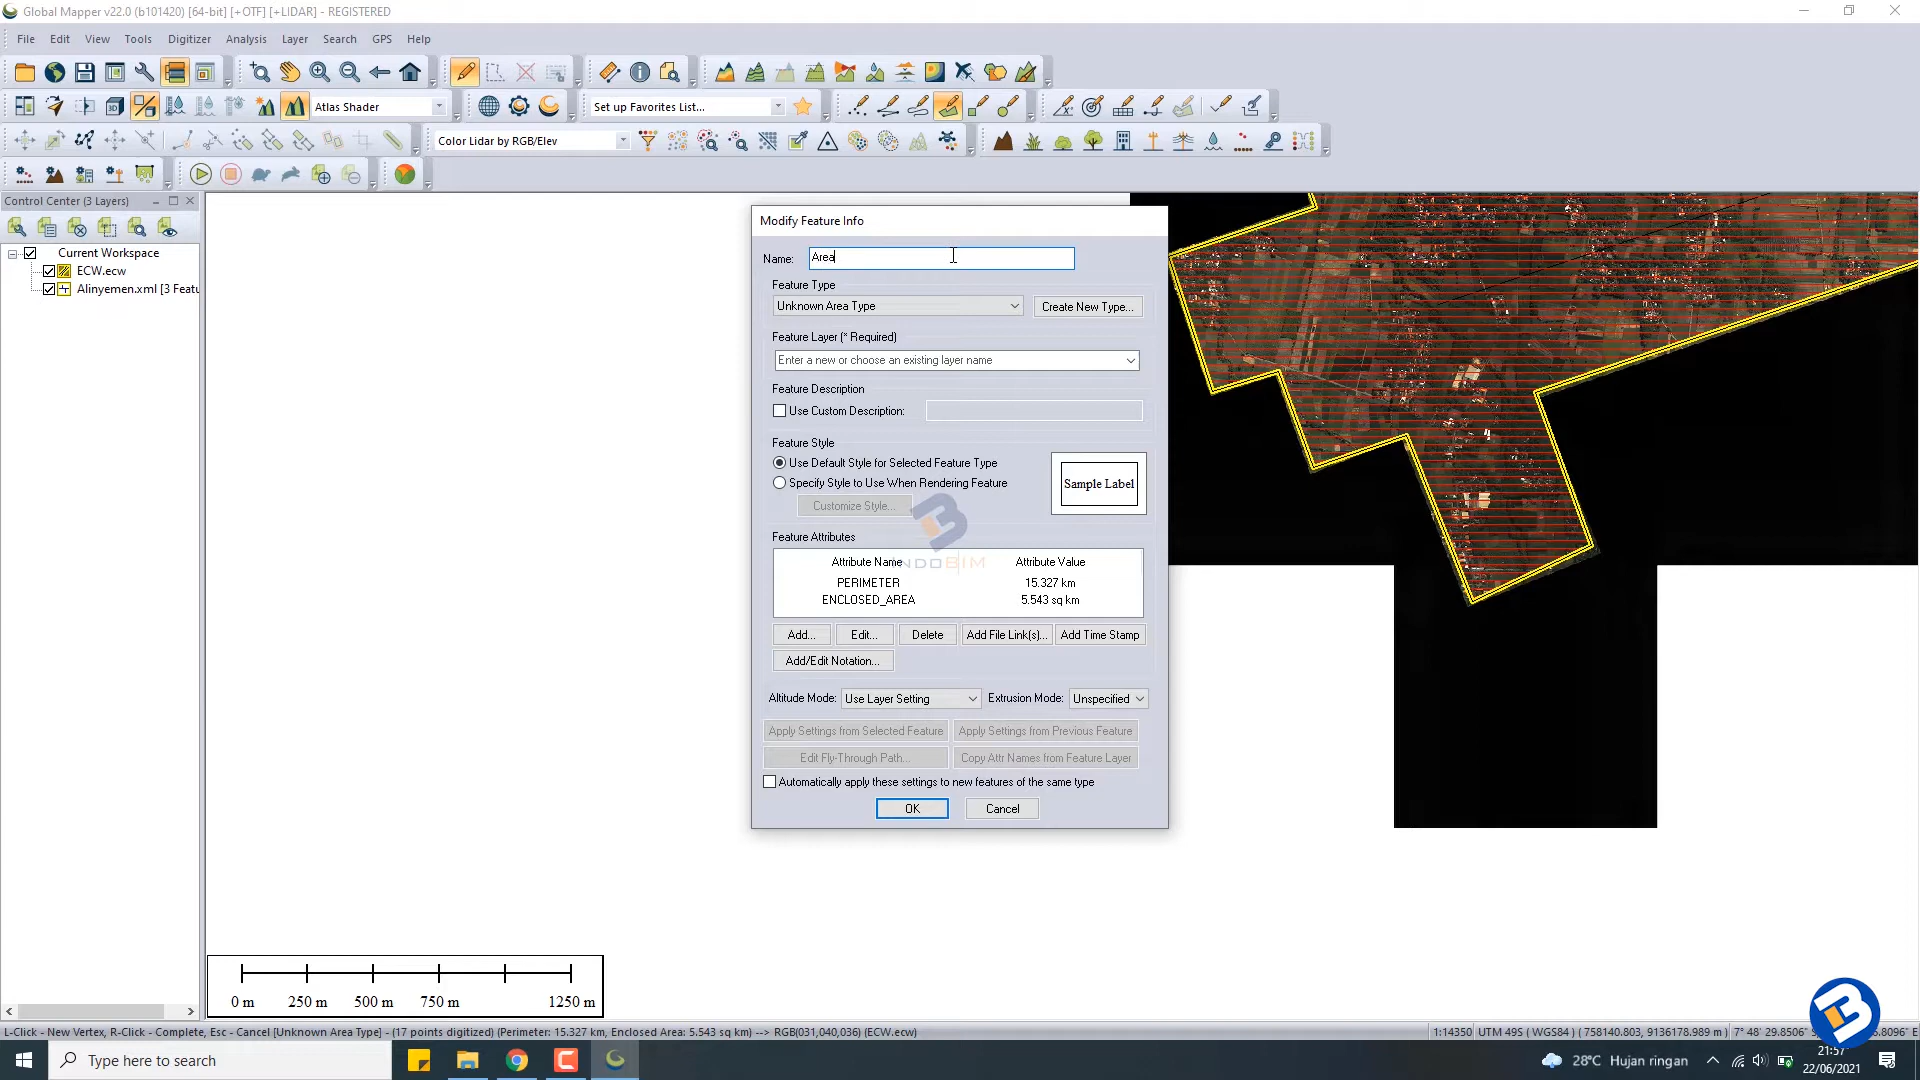 Global Mapper v22.0 (b101420) [64-bit] [+OTF] [+LIDAR] - REGISTERED
File Edit View Tools Digitizer Analysis Layer Search GPS Help
Atlas Shader
Set up Favorites List...
Color Lidar by RGB/Elev
Control Center (3 Layers)
Current Workspace
ECW.ecw
Alinyemen.xml [3 Featu
Modify Feature Info
Name: Area
Feature Type
Unknown Area Type
Create New Type...
Feature Layer (* Required)
Enter a new or choose an existing layer name
Feature Description
Use Custom Description:
Feature Style
Use Default Style for Selected Feature Type
Specify Style to Use When Rendering Feature
Customize Style...
Sample Label
Feature Attributes
Attribute Name Attribute Value
PERIMETER 15.327 km
ENCLOSED_AREA 5.543 sq km
Add... Edit... Delete Add File Link(s)... Add Time Stamp
Add/Edit Notation...
Altitude Mode: Use Layer Setting Extrusion Mode: Unspecified
Apply Settings from Selected Feature Apply Settings from Previous Feature
Edit Fly-Through Path... Copy Attr Names from Feature Layer
Automatically apply these settings to new features of the same type
OK Cancel
0 m 250 m 500 m 750 m 1250 m
L-Click - New Vertex, R-Click - Complete, Esc - Cancel [Unknown Area Type] - (17 points digitized) (Perimeter: 15.327 km, Enclosed Area: 5.543 sq km) --> RGB(031,040,036) (ECW.ecw)
1:14350 UTM 49S (WGS84) ( 758140.803, 9136178.989 m ) 7° 48' 29.8506"
Type here to search
28°C Hujan ringan
21:57
22/06/2021